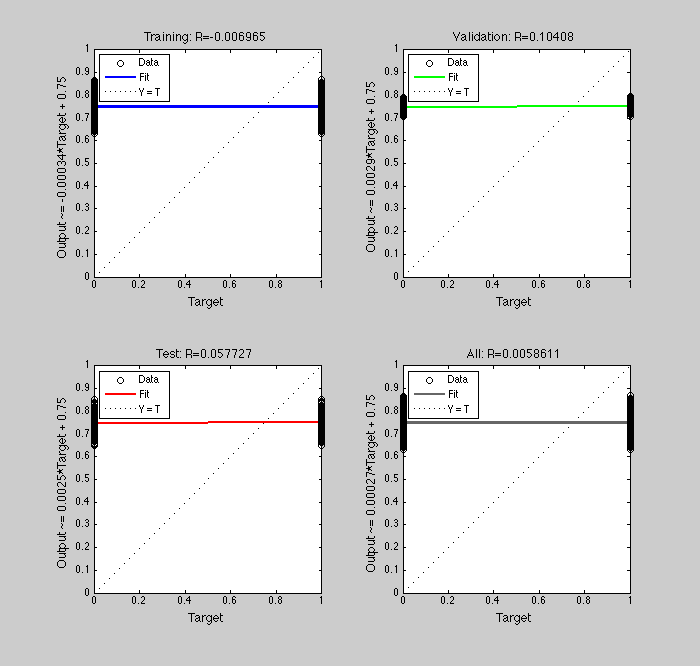 Training: R=-0.006965
Output ~= -0.00034*Target + 0.75
1
0.9
0.8
0.7
0.6
0.5
0.4
0.3
0.2
0.1
0
Data
Fit
Y = T
0 0.2 0.4 0.6 0.8 1
Target
Validation: R=0.10408
Output ~= 0.0029*Target + 0.75
1
0.9
0.8
0.7
0.6
0.5
0.4
0.3
0.2
0.1
0
Data
Fit
Y = T
0 0.2 0.4 0.6 0.8 1
Target
Test: R=0.057727
Output ~= 0.0025*Target + 0.75
1
0.9
0.8
0.7
0.6
0.5
0.4
0.3
0.2
0.1
0
Data
Fit
Y = T
0 0.2 0.4 0.6 0.8 1
Target
All: R=0.0058611
Output ~= 0.00027*Target + 0.75
1
0.9
0.8
0.7
0.6
0.5
0.4
0.3
0.2
0.1
0
Data
Fit
Y = T
0 0.2 0.4 0.6 0.8 1
Target